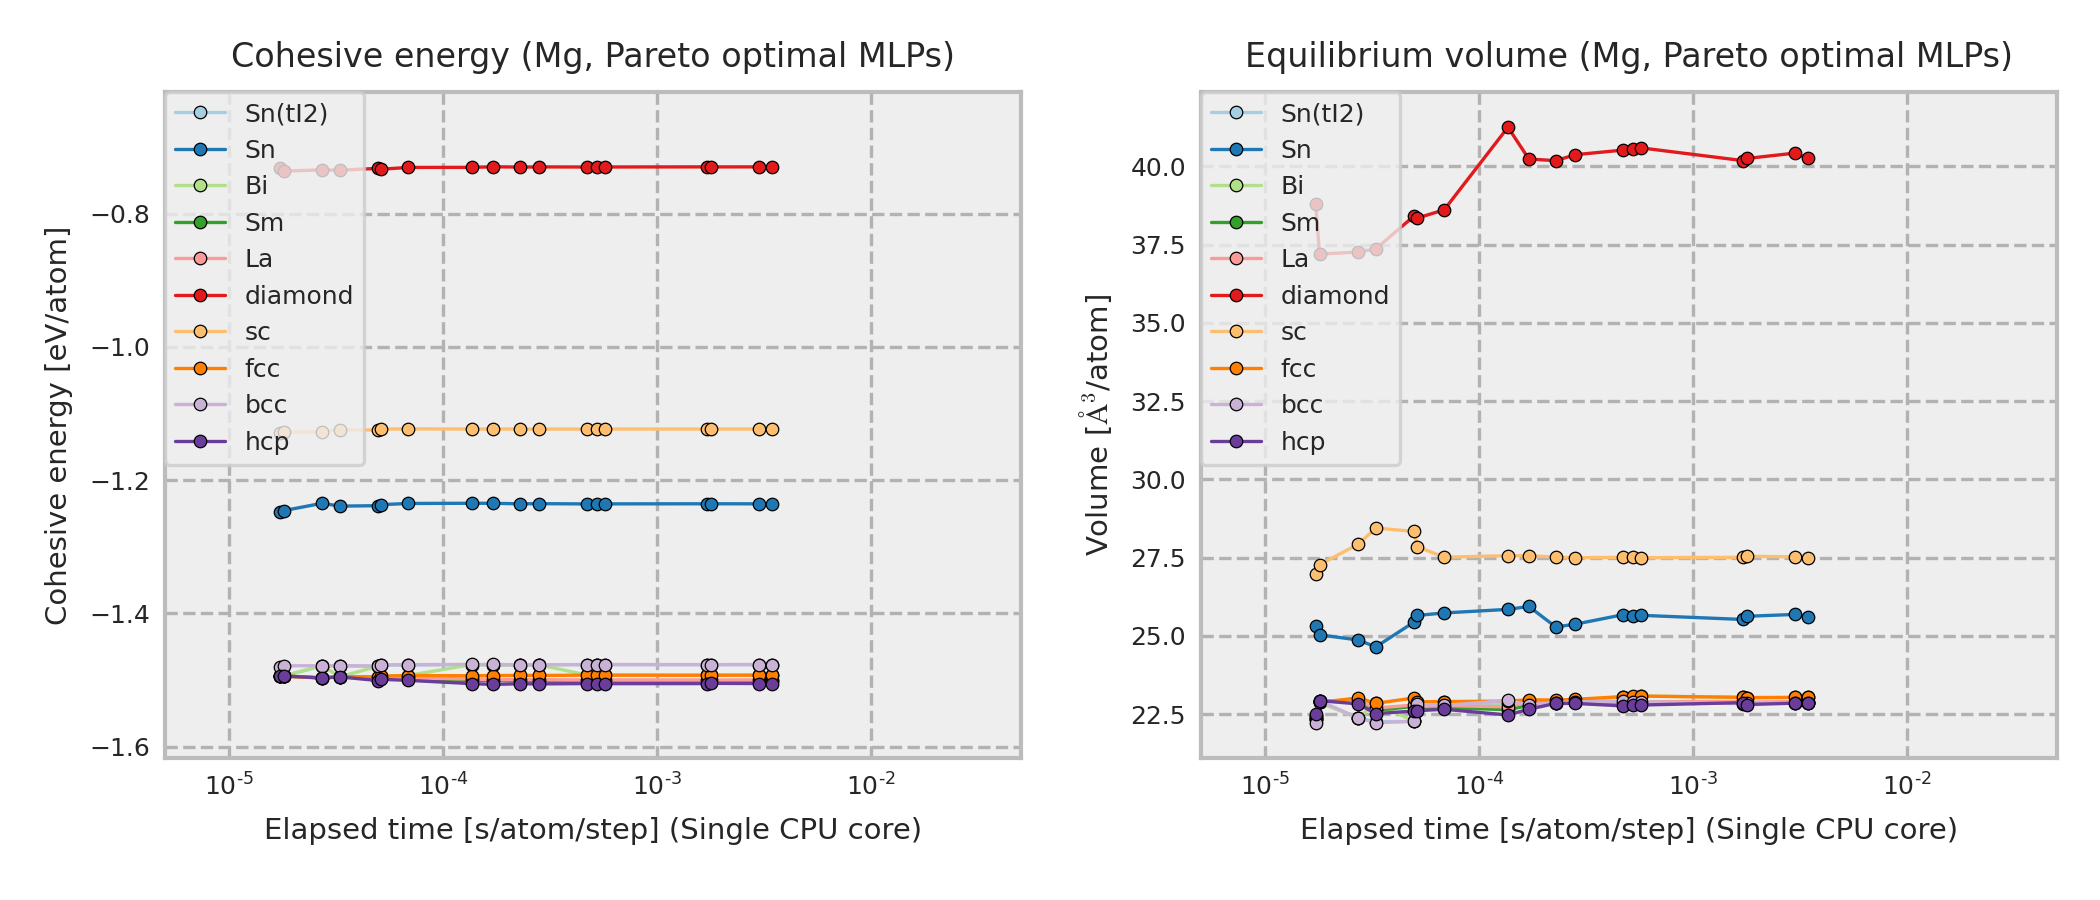 Cohesive energy (Mg, Pareto optimal MLPs)
Cohesive energy [eV/atom]
−0.8
−1.0
−1.2
−1.4
−1.6
Sn(tI2)
Sn
Bi
Sm
La
diamond
sc
fcc
bcc
hcp
10^-5
10^-4
10^-3
10^-2
Elapsed time [s/atom/step] (Single CPU core)
Equilibrium volume (Mg, Pareto optimal MLPs)
Volume [Å^3/atom]
40.0
37.5
35.0
32.5
30.0
27.5
25.0
22.5
Sn(tI2)
Sn
Bi
Sm
La
diamond
sc
fcc
bcc
hcp
10^-5
10^-4
10^-3
10^-2
Elapsed time [s/atom/step] (Single CPU core)